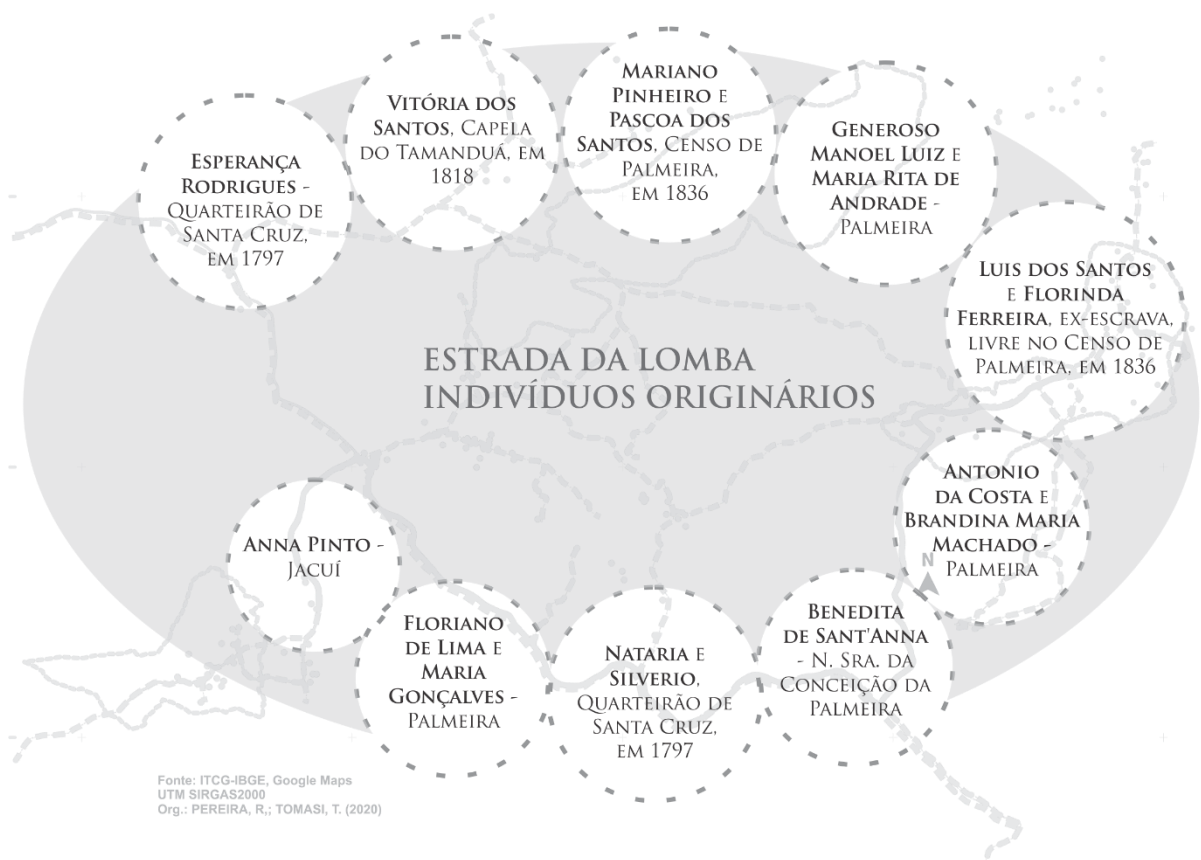 ESPERANÇA
RODRIGUES -
QUARTEIRÃO DE
SANTA CRUZ,
EM 1797
VITÓRIA DOS
SANTOS, CAPELA
DO TAMANDUÁ, EM
1818
MARIANO
PINHEIRO E
PASCOA DOS
SANTOS, CENSO DE
PALMEIRA,
EM 1836
GENEROSO
MANOEL LUIZ E
MARIA RITA DE
ANDRADE -
PALMEIRA
LUIS DOS SANTOS
E FLORINDA
FERREIRA, EX-ESCRAVA,
LIVRE NO CENSO DE
PALMEIRA, EM 1836
ESTRADA DA LOMBA
INDIVÍDUOS ORIGINÁRIOS
ANTONIO
DA COSTA E
BRANDINA MARIA
MACHADO -
PALMEIRA
N
ANNA PINTO -
JACUÍ
FLORIANO
DE LIMA E
MARIA
GONÇALVES -
PALMEIRA
NATARIA E
SILVERIO,
QUARTEIRÃO DE
SANTA CRUZ,
EM 1797
BENEDITA
DE SANT'ANNA
- N. SRA. DA
CONCEIÇÃO DA
PALMEIRA
Fonte: ITCG-IBGE, Google Maps
UTM SIRGAS2000
Org.: PEREIRA, R,; TOMASI, T. (2020)